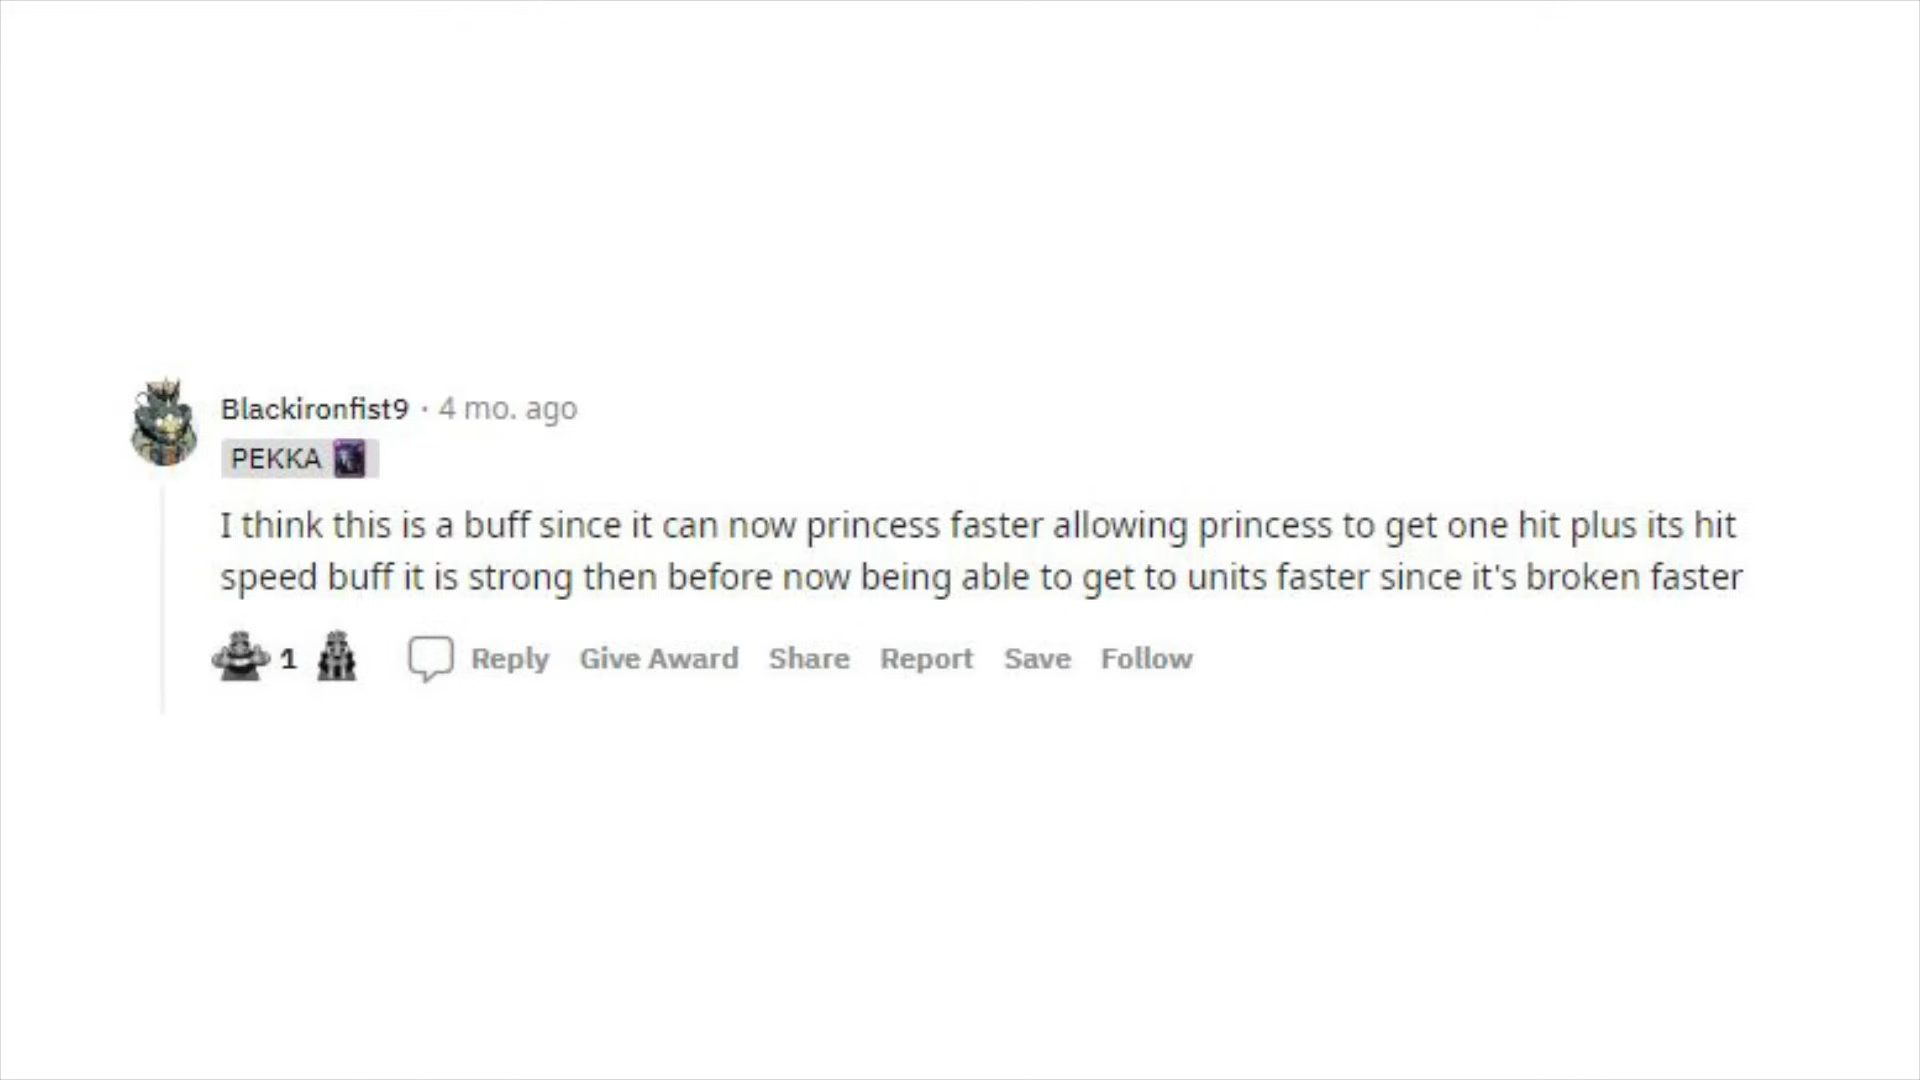 Blackironfist9 · 4 mo. ago
PEKKA
I think this is a buff since it can now princess faster allowing princess to get one hit plus its hit
speed buff it is strong then before now being able to get to units faster since it's broken faster
1 Reply Give Award Share Report Save Follow